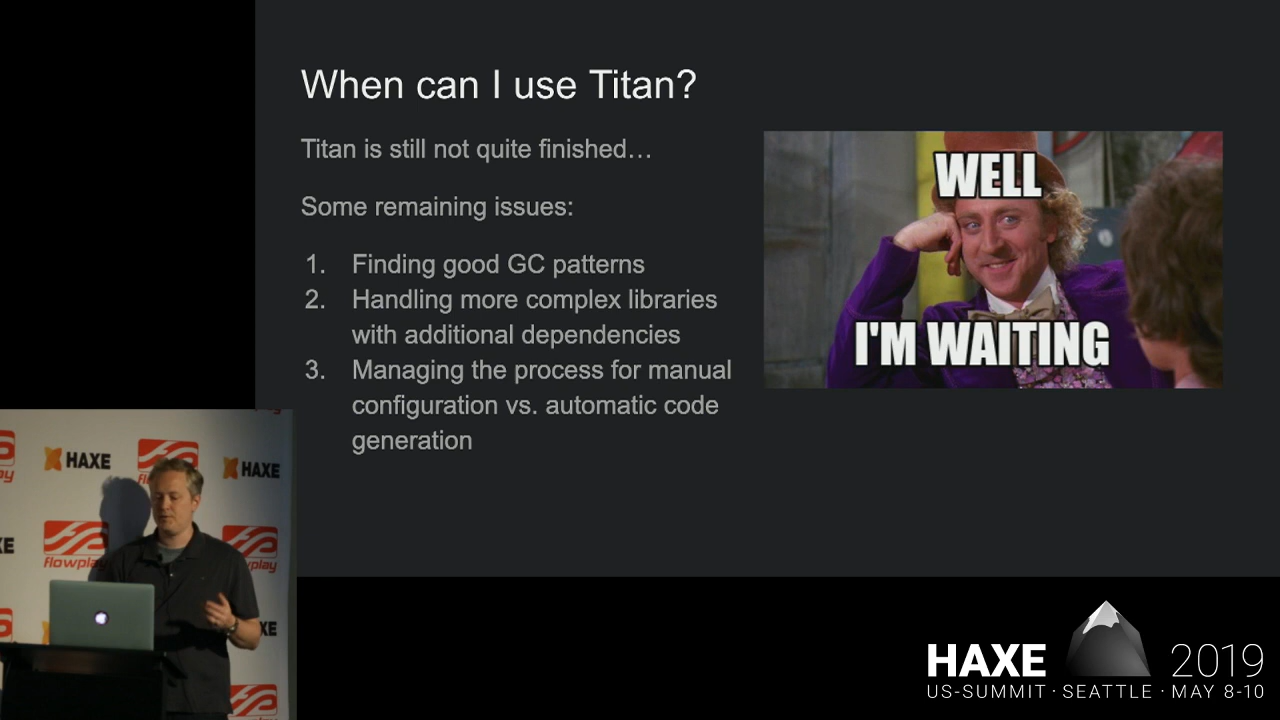 When can I use Titan?
Titan is still not quite finished…
Some remaining issues:
1. Finding good GC patterns
2. Handling more complex libraries
with additional dependencies
3. Managing the process for manual
configuration vs. automatic code
generation
WELL
I'M WAITING
HAXE
HAXE
flowplay
HAXE 2019
US-SUMMIT · SEATTLE · MAY 8-10